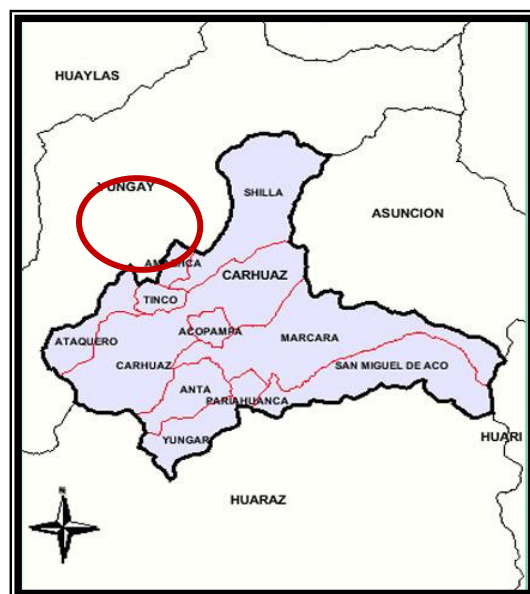 HUAYLAS
YUNGAY
SHILLA
ASUNCION
AMASHCA
CARHUAZ
TINCO
ACOPAMPA
ATAQUERO
MARCARA
CARHUAZ
SAN MIGUEL DE ACO
ANTA
PARIAHUANCA
YUNGAR
HUARI
HUARAZ
N